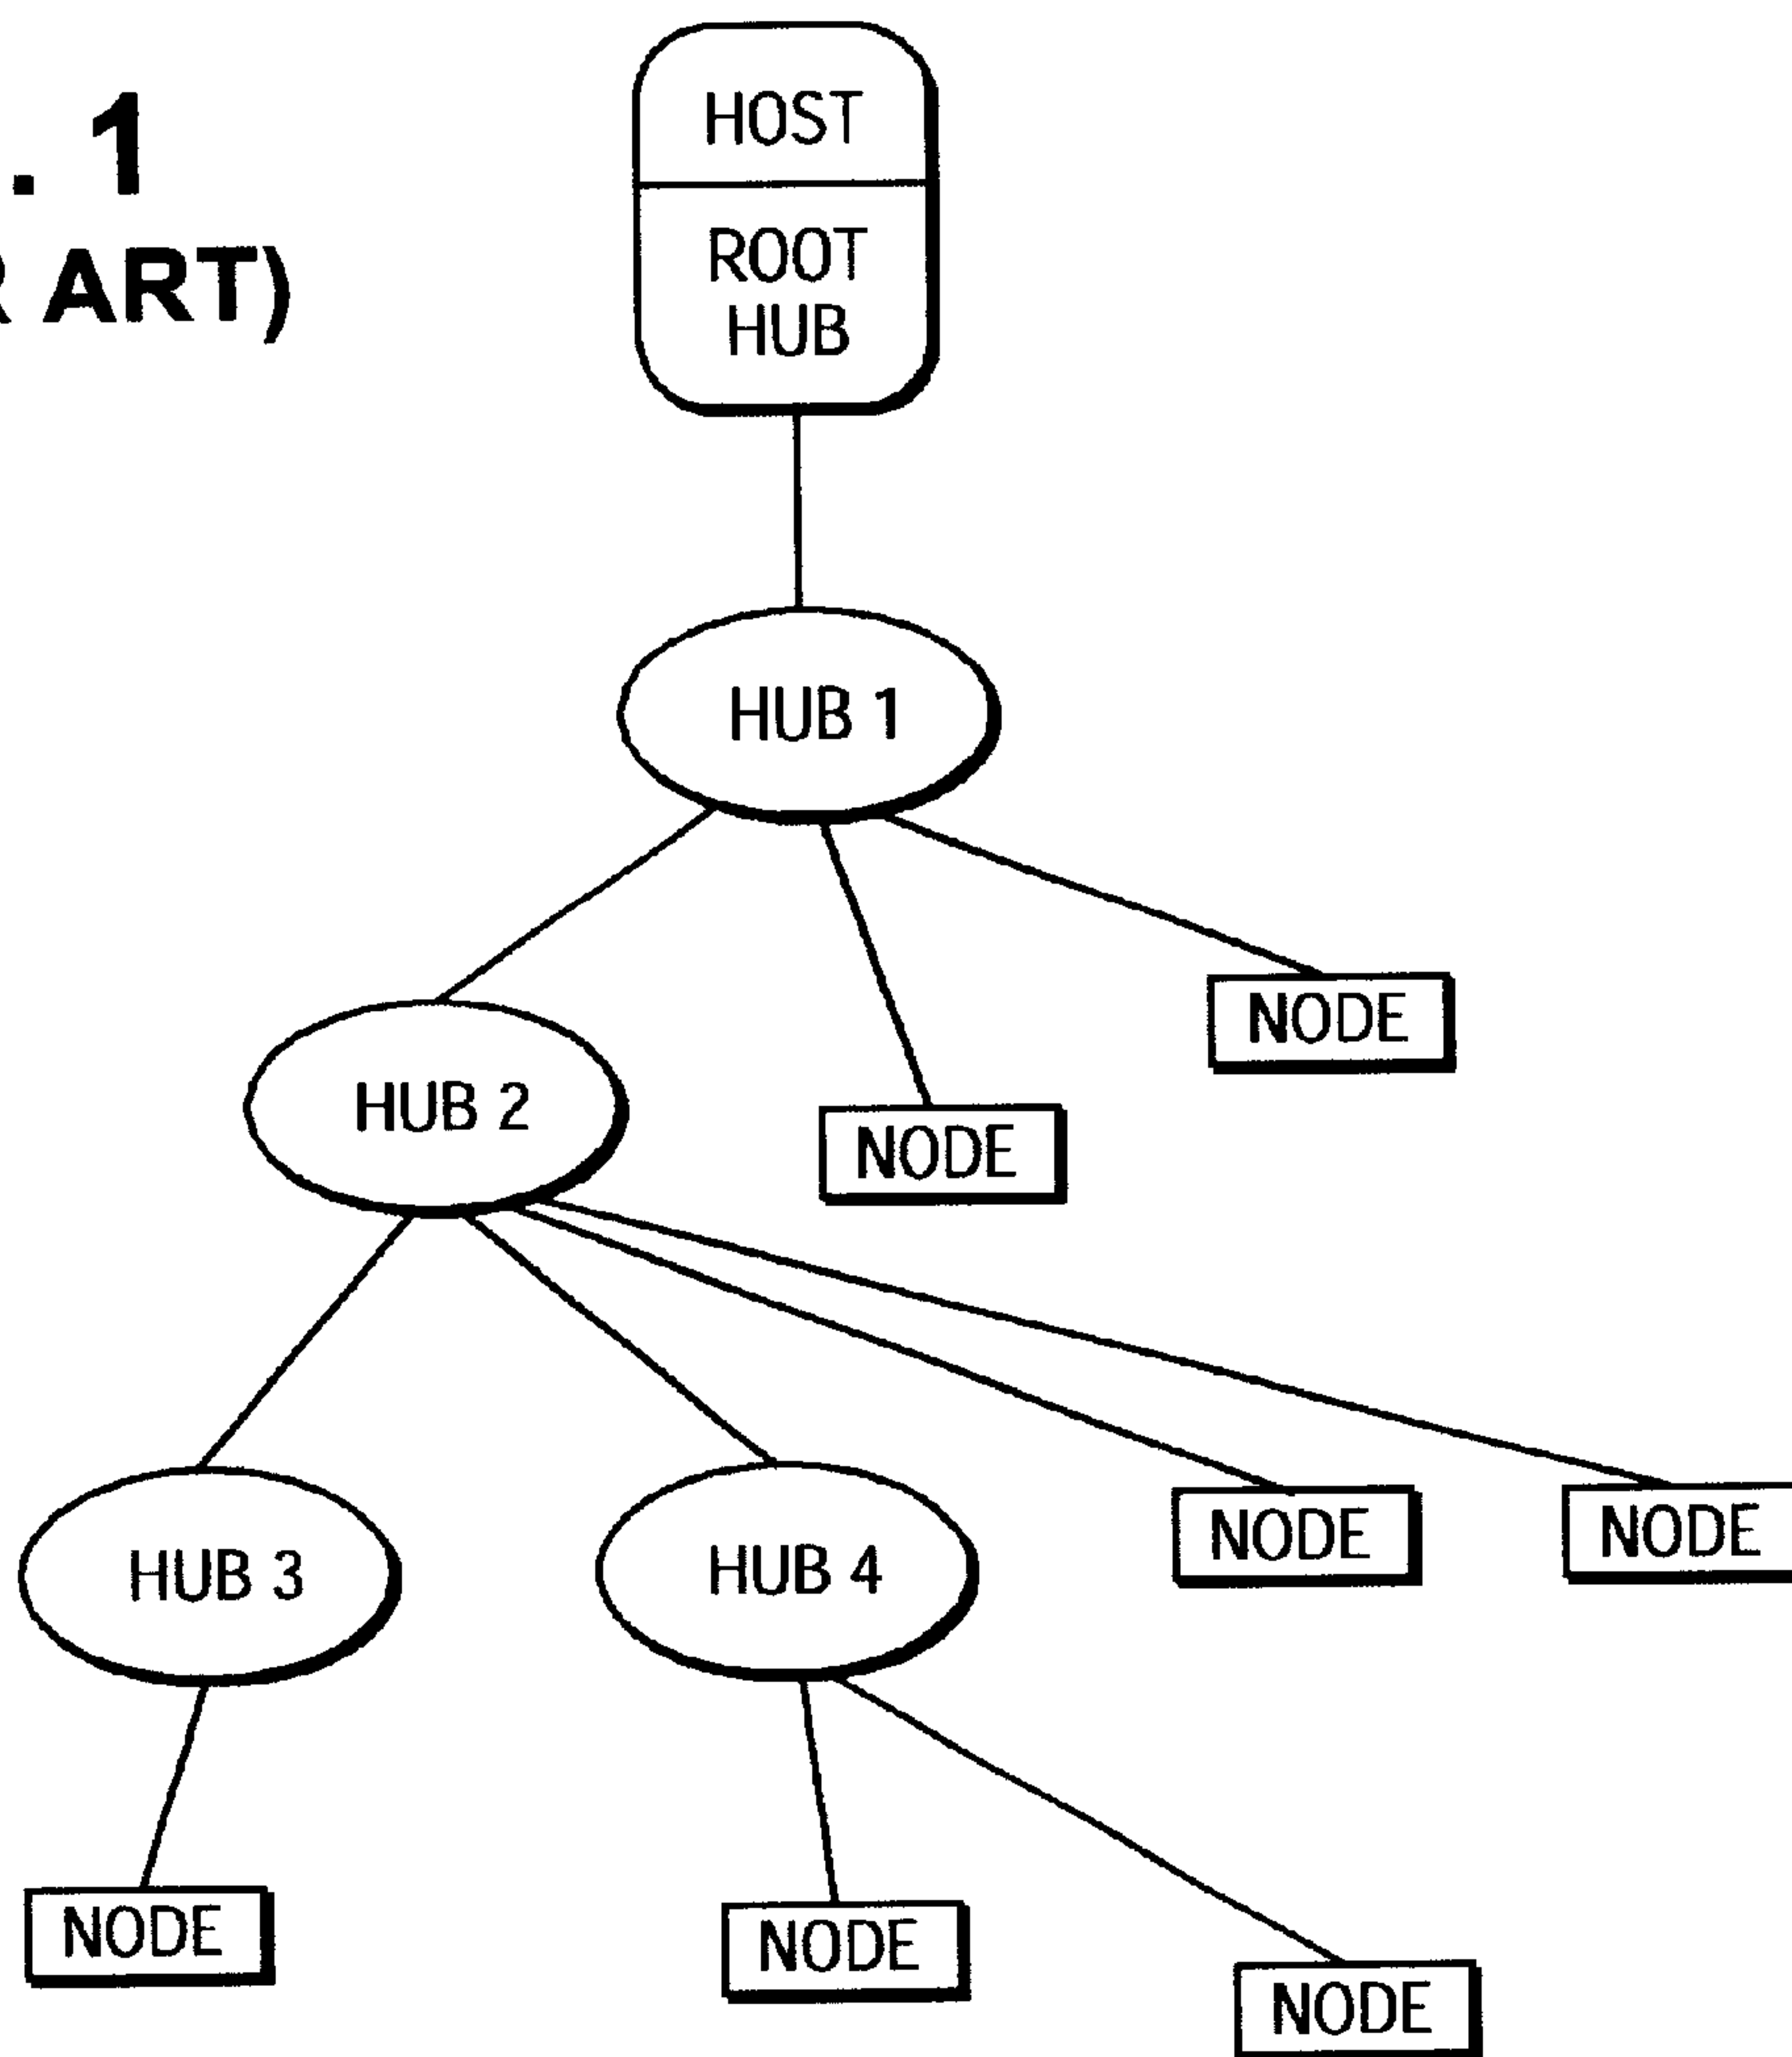 . 1
R ART)
HOST
ROOT
HUB
HUB 1
NODE
HUB 2
NODE
NODE
NODE
HUB 3
HUB 4
NODE
NODE
NODE